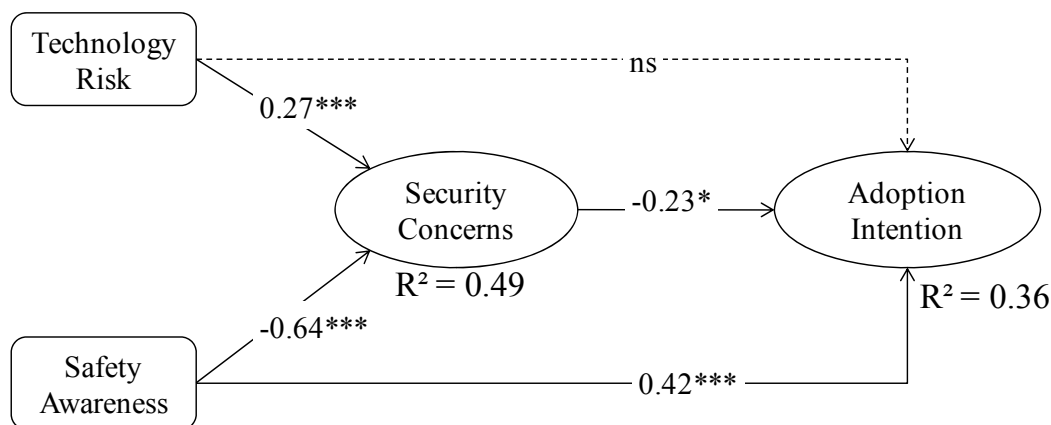 Technology
Risk
ns
0.27***
Security
Concerns
R² = 0.49
-0.23*
Adoption
Intention
R² = 0.36
-0.64***
Safety
Awareness
0.42***